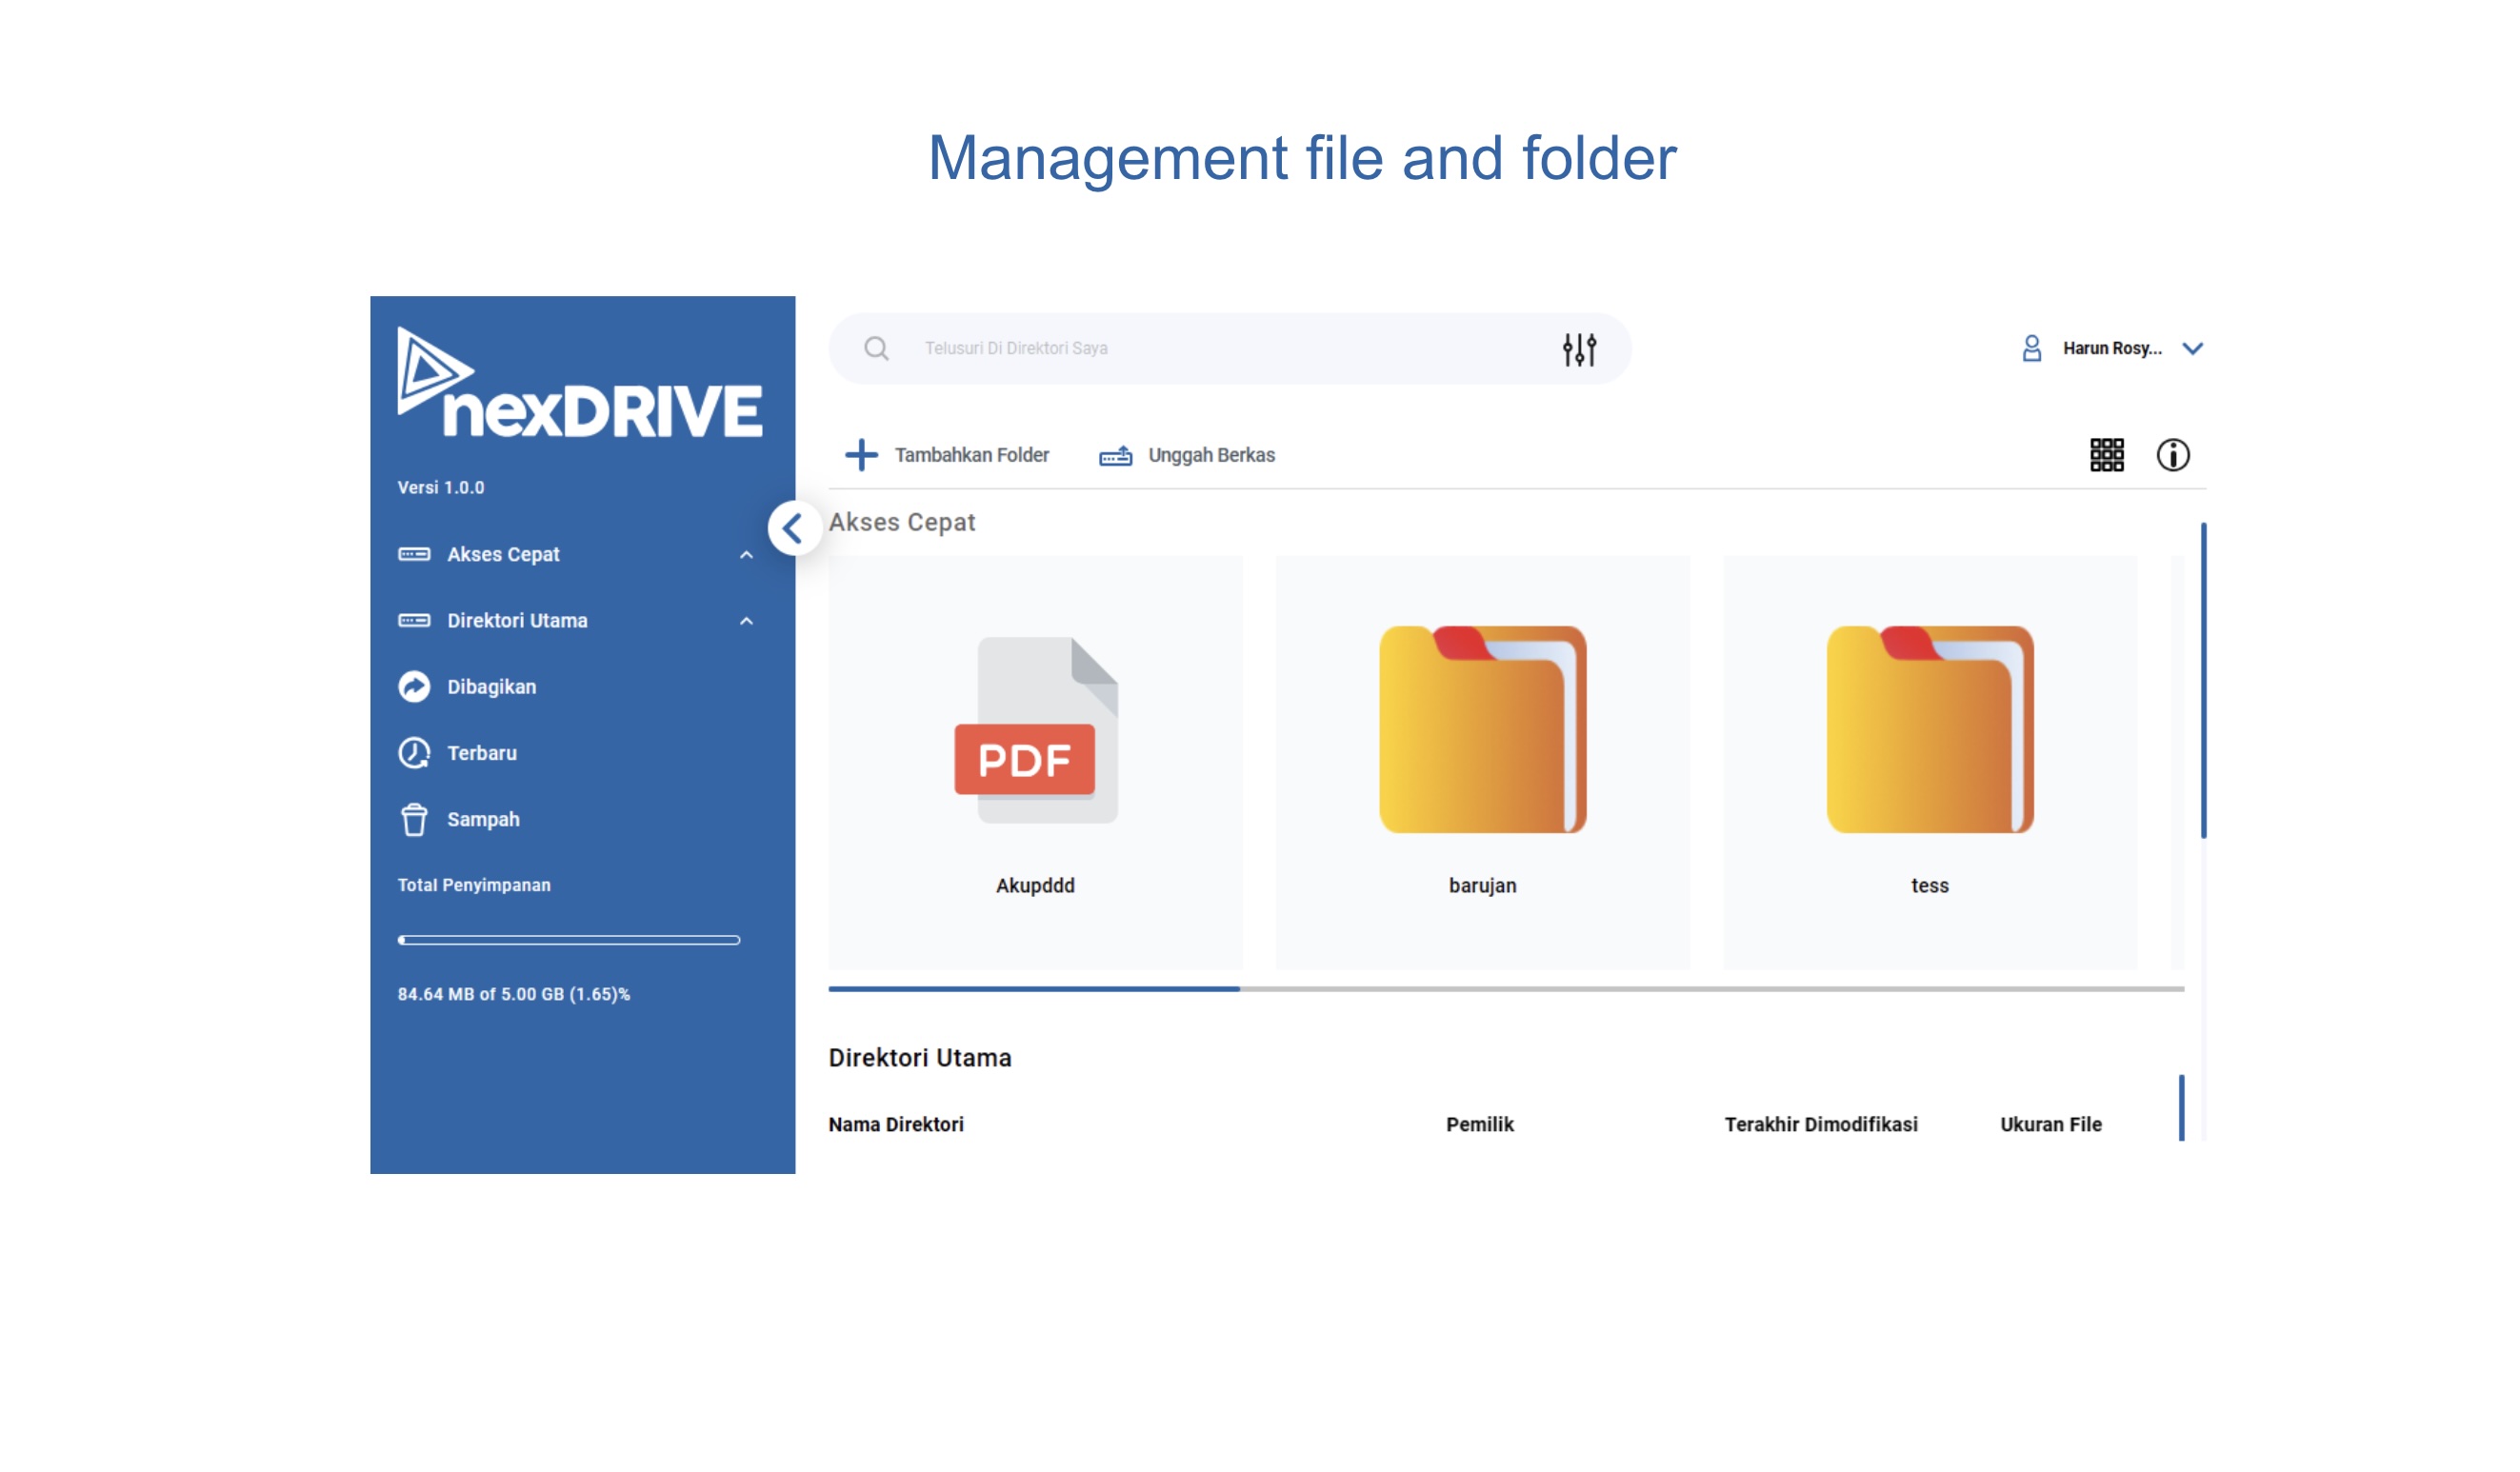 Management file and folder
nexDRIVE
Versi 1.0.0
Akses Cepat
Direktori Utama
Dibagikan
Terbaru
Sampah
Total Penyimpanan
84.64 MB of 5.00 GB (1.65)%
Telusuri Di Direktori Saya
Harun Rosy...
Tambahkan Folder
Unggah Berkas
Akses Cepat
PDF
Akupddd
barujan
tess
Direktori Utama
Nama Direktori
Pemilik
Terakhir Dimodifikasi
Ukuran File